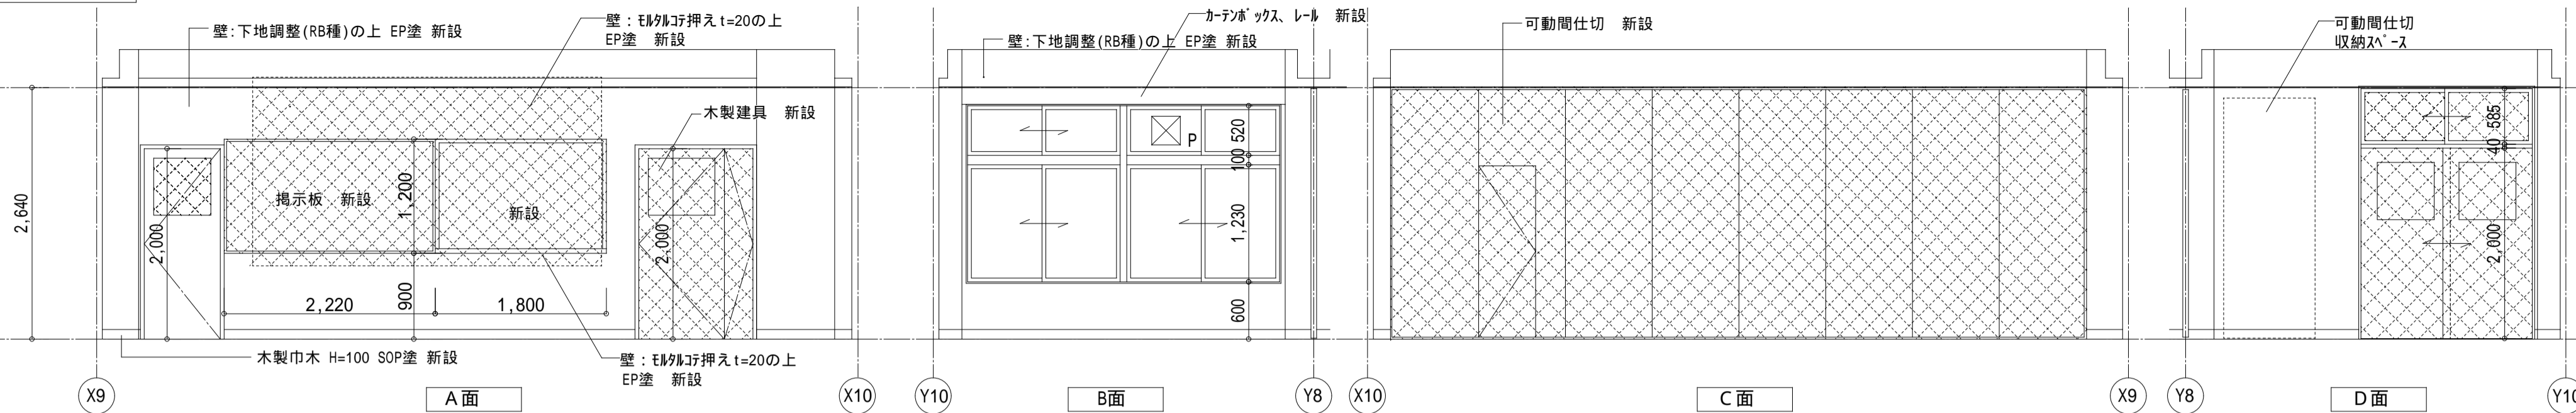 壁:下地調整(RB種)の上 EP塗 新設
壁：ﾓﾙﾀﾙｺﾃ押えt=20の上
EP塗 新設
木製建具 新設
掲示板 新設
新設
1,200
2,640
2,000
2,000
2,220
900
1,800
木製巾木 H=100 SOP塗 新設
壁：ﾓﾙﾀﾙｺﾃ押えt=20の上
EP塗 新設
X9
A面
X10
ｶｰﾃﾝﾎﾞｯｸｽ、ﾚｰﾙ 新設
壁:下地調整(RB種)の上 EP塗 新設
P
520
100
1,230
600
Y10
B面
Y8
可動間仕切 新設
X10
C面
X9
可動間仕切
収納ｽﾍﾟｰｽ
585
40
2,000
Y8
D面
Y10